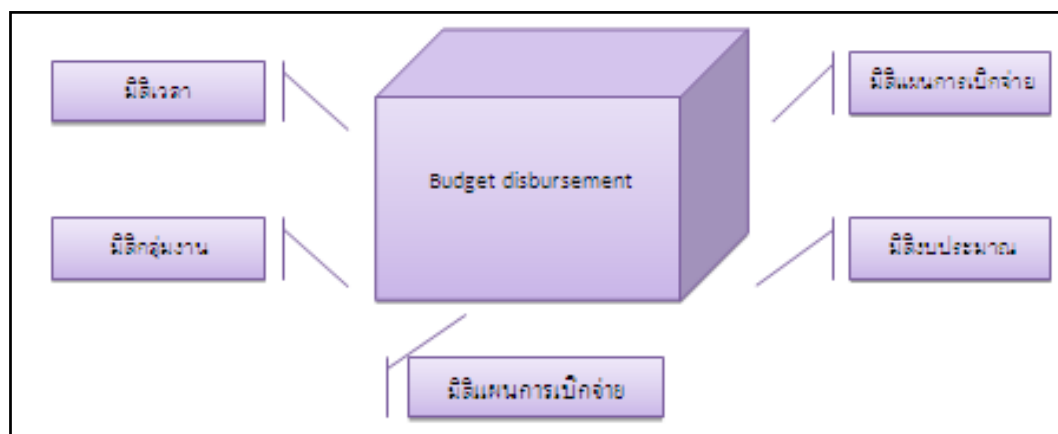 มิติเวลา
มิติแผนการเบิกจ่าย
Budget disbursement
มิติกลุ่มงาน
มิติงบประมาณ
มิติแผนการเบิกจ่าย